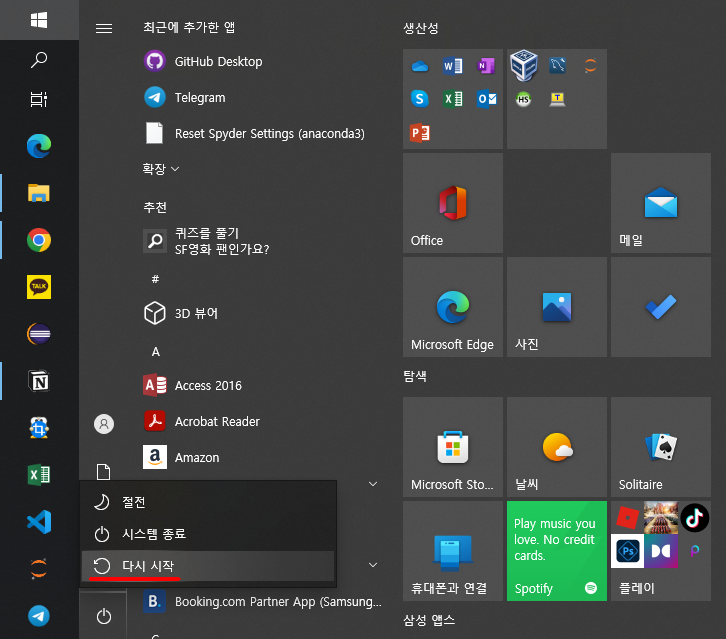 최근에 추가한 앱
GitHub Desktop
Telegram
Reset Spyder Settings (anaconda3)
확장
추천
퀴즈를 풀기
SF영화 팬인가요?
#
3D 뷰어
A
Access 2016
Acrobat Reader
Amazon
절전
시스템 종료
다시 시작
Booking.com Partner App (Samsung...
생산성
Office
메일
Microsoft Edge
사진
탐색
Microsoft Sto...
날씨
Solitaire
휴대폰과 연결
Play music you
love. No credit
cards.
Spotify
플레이
삼성 앱스
TALK
HS
T
Ps
a
B.